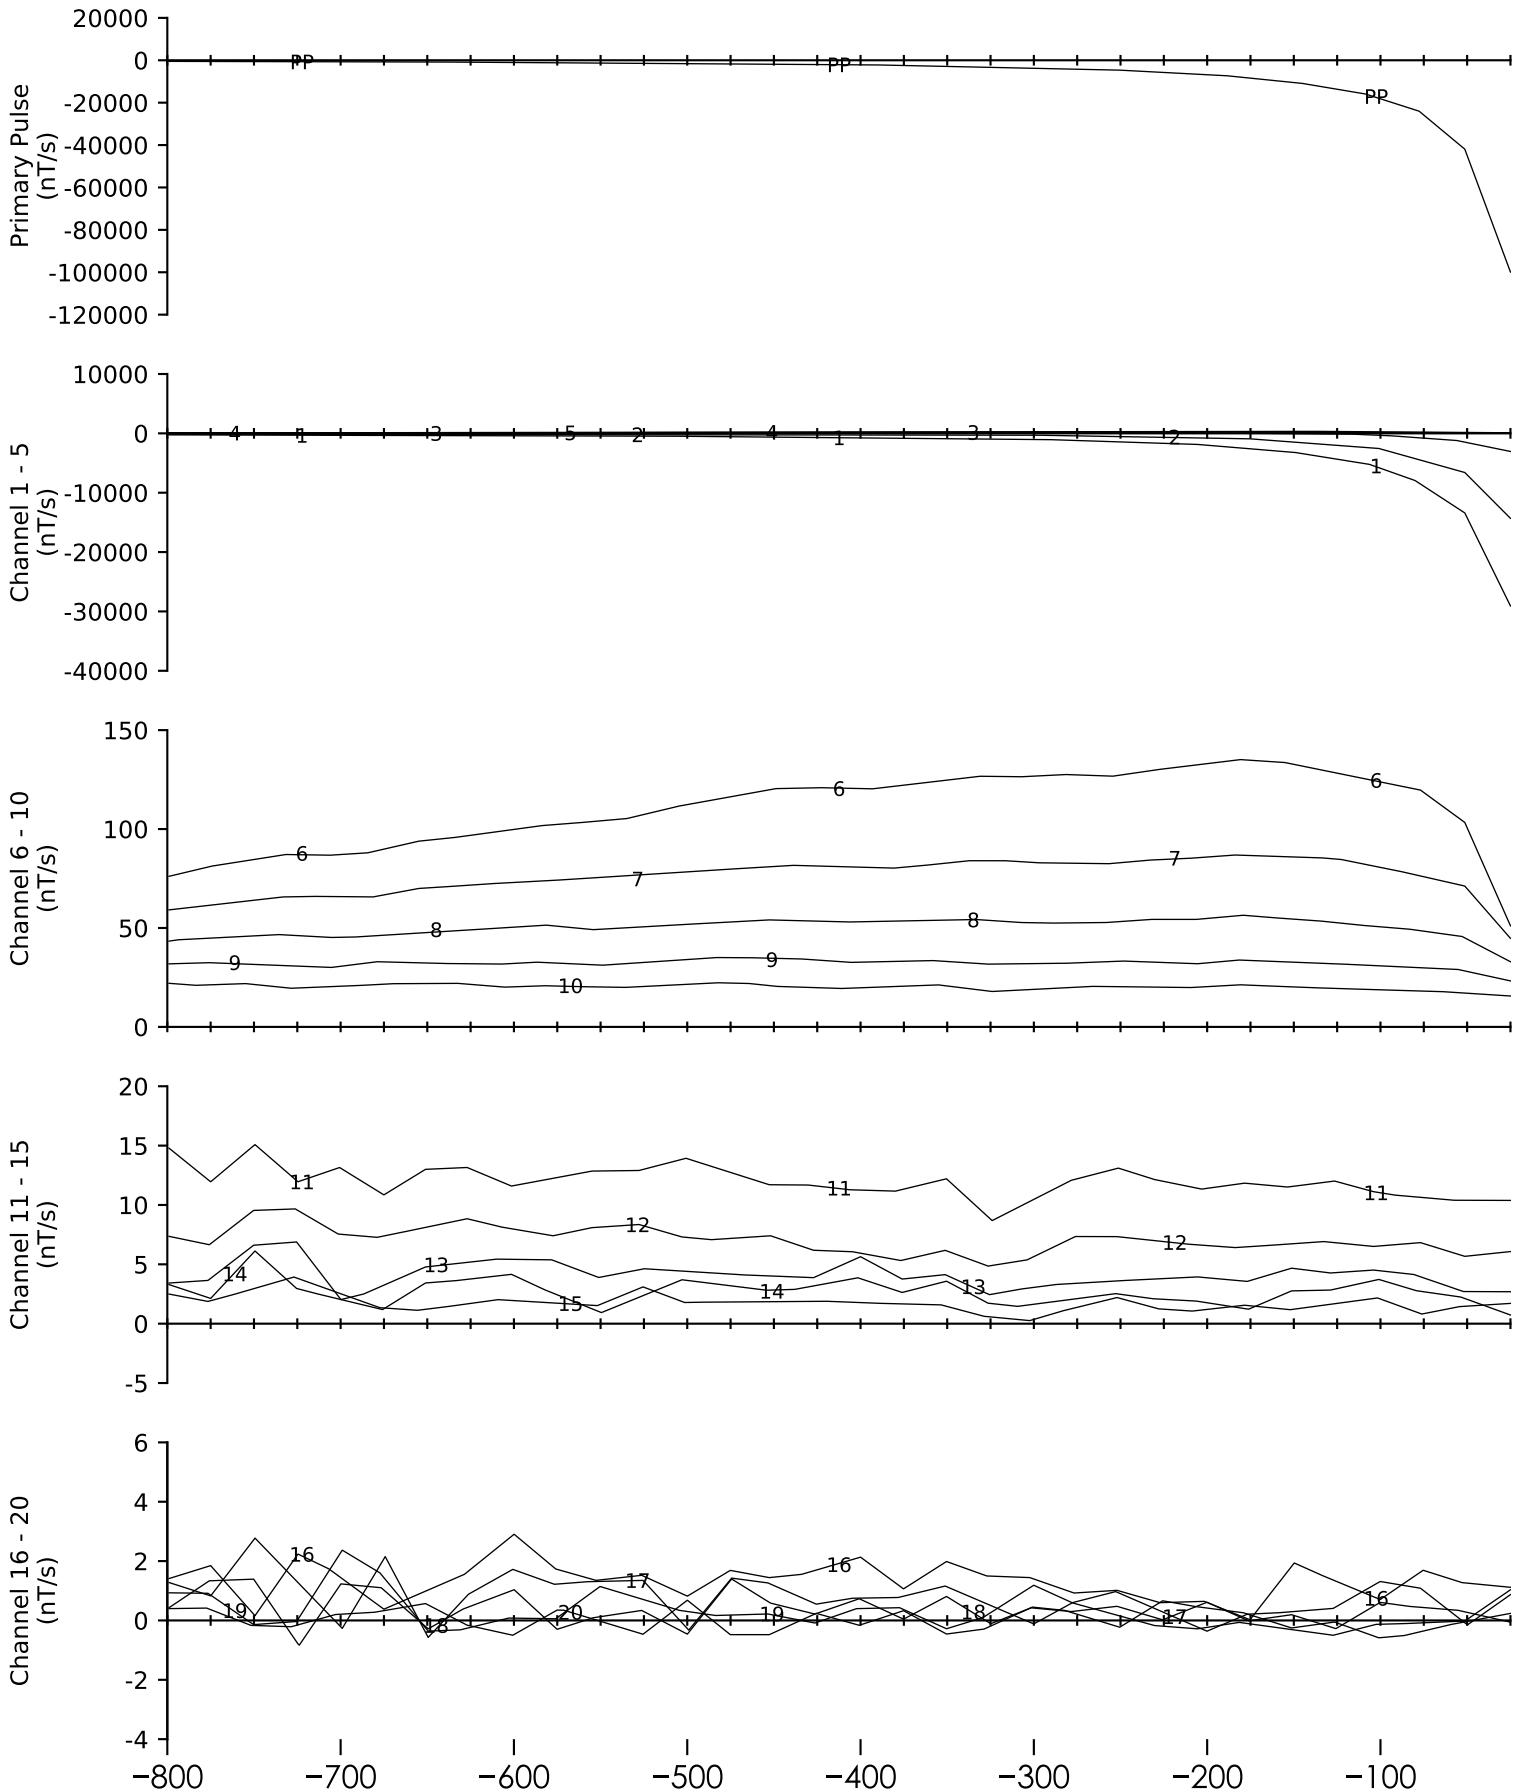 20000
0
-20000
-40000
-60000
-80000
-100000
-120000
Primary Pulse
(nT/s)
PP PP PP
10000
0
-10000
-20000
-30000
-40000
Channel 1 - 5
(nT/s)
4 1 3 5 2 4 1 3 2 1
150
100
50
0
Channel 6 - 10
(nT/s)
6 6 6
7 7
8 8
9 9
10
20
15
10
5
0
-5
Channel 11 - 15
(nT/s)
11 11 11
12 12
13 13
14 14
15
6
4
2
0
-2
-4
Channel 16 - 20
(nT/s)
16 16 16
17 17
18 18
19 19
20
−800 −700 −600 −500 −400 −300 −200 −100